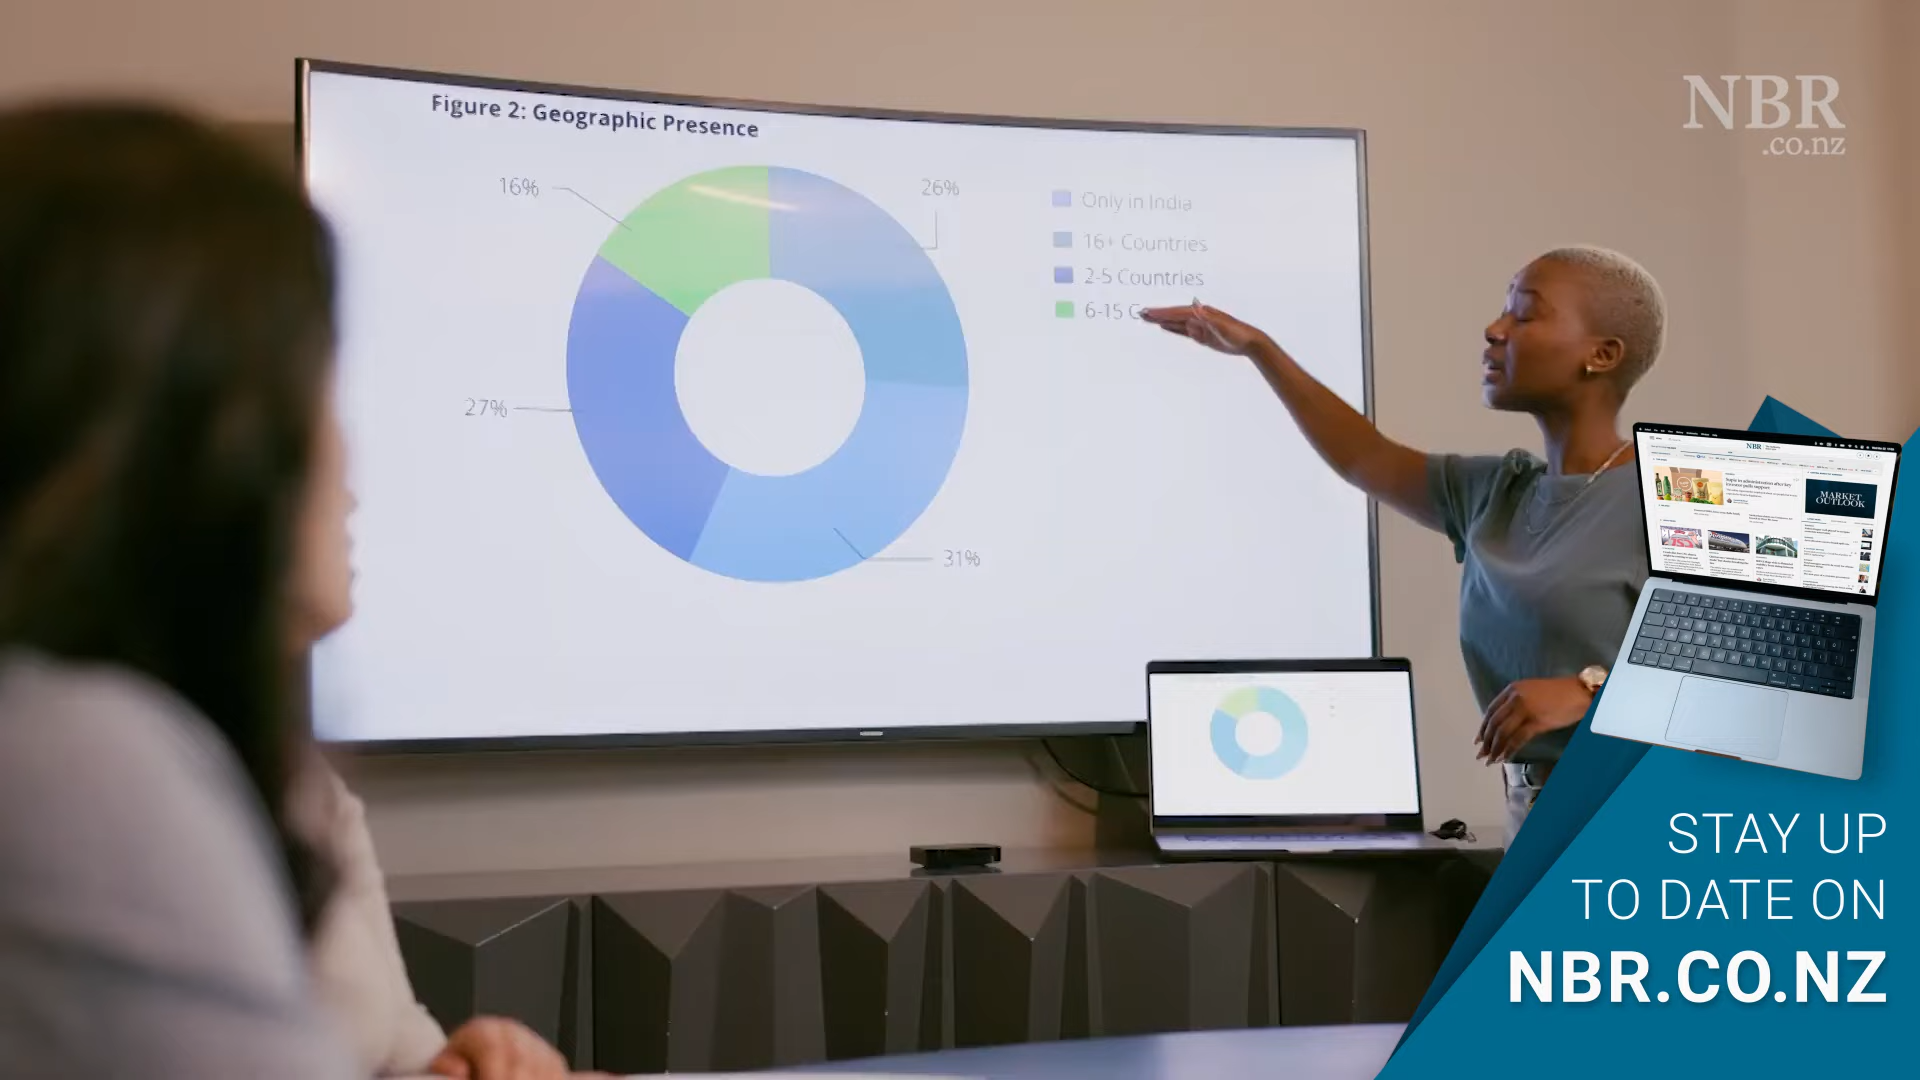 Figure 2: Geographic Presence
16%
26%
27%
31%
Only in India
16+ Countries
2-5 Countries
6-15
NBR
.co.nz
NBR
MARKET
OUTLOOK
STAY UP
TO DATE ON
NBR.CO.NZ